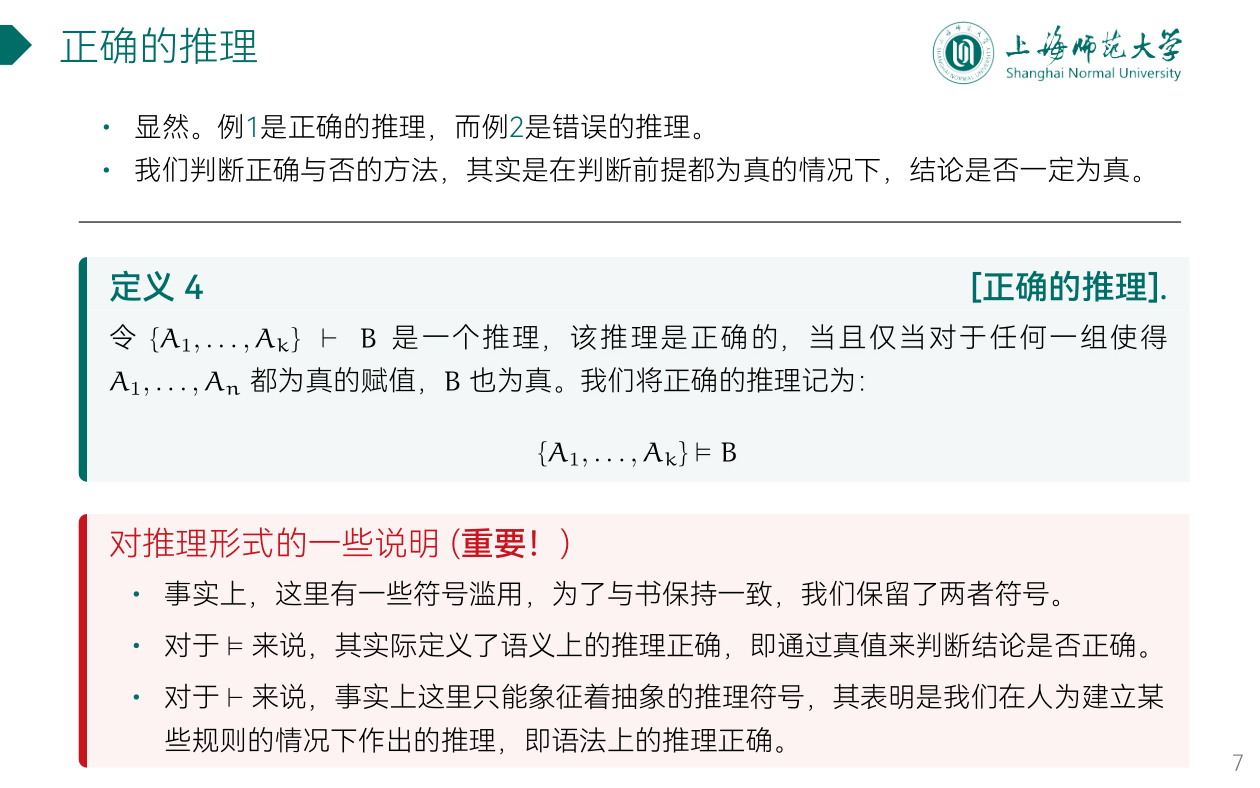 正确的推理
上海师范大学
Shanghai Normal University
• 显然。例1是正确的推理，而例2是错误的推理。
• 我们判断正确与否的方法，其实是在判断前提都为真的情况下，结论是否一定为真。
定义 4 [正确的推理].
令 {A₁, . . . , Aₖ} ⊢ B 是一个推理，该推理是正确的，当且仅当对于任何一组使得
A₁, . . . , Aₙ 都为真的赋值，B 也为真。我们将正确的推理记为：
{A₁, . . . , Aₖ} ⊨ B
对推理形式的一些说明 (重要！)
• 事实上，这里有一些符号滥用，为了与书保持一致，我们保留了两者符号。
• 对于 ⊨ 来说，其实际定义了语义上的推理正确，即通过真值来判断结论是否正确。
• 对于 ⊢ 来说，事实上这里只能象征着抽象的推理符号，其表明是我们在人为建立某
些规则的情况下作出的推理，即语法上的推理正确。
7